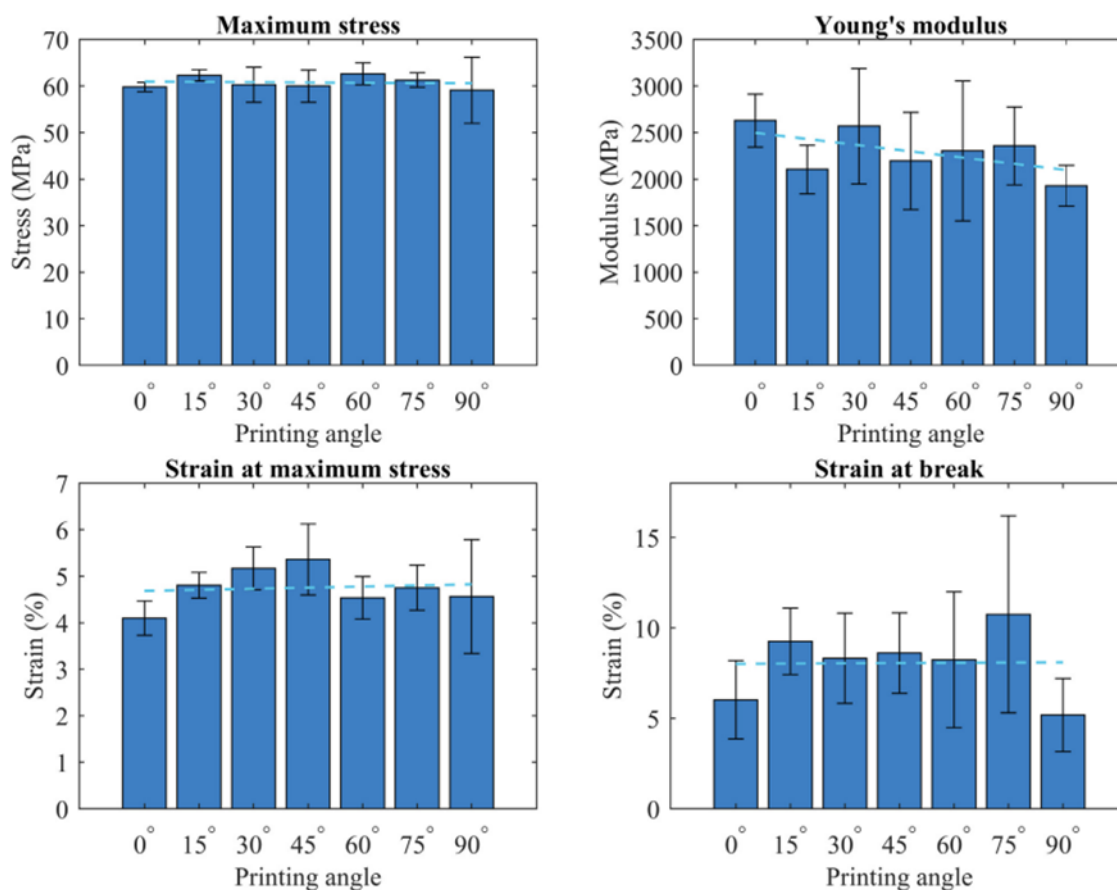 Maximum stress
70
60
50
40
30
20
10
0
Stress (MPa)
0° 15° 30° 45° 60° 75° 90°
Printing angle
Young's modulus
3500
3000
2500
2000
1500
1000
500
0
Modulus (MPa)
0° 15° 30° 45° 60° 75° 90°
Printing angle
Strain at maximum stress
7
6
5
4
3
2
1
0
Strain (%)
0° 15° 30° 45° 60° 75° 90°
Printing angle
Strain at break
15
10
5
0
Strain (%)
0° 15° 30° 45° 60° 75° 90°
Printing angle